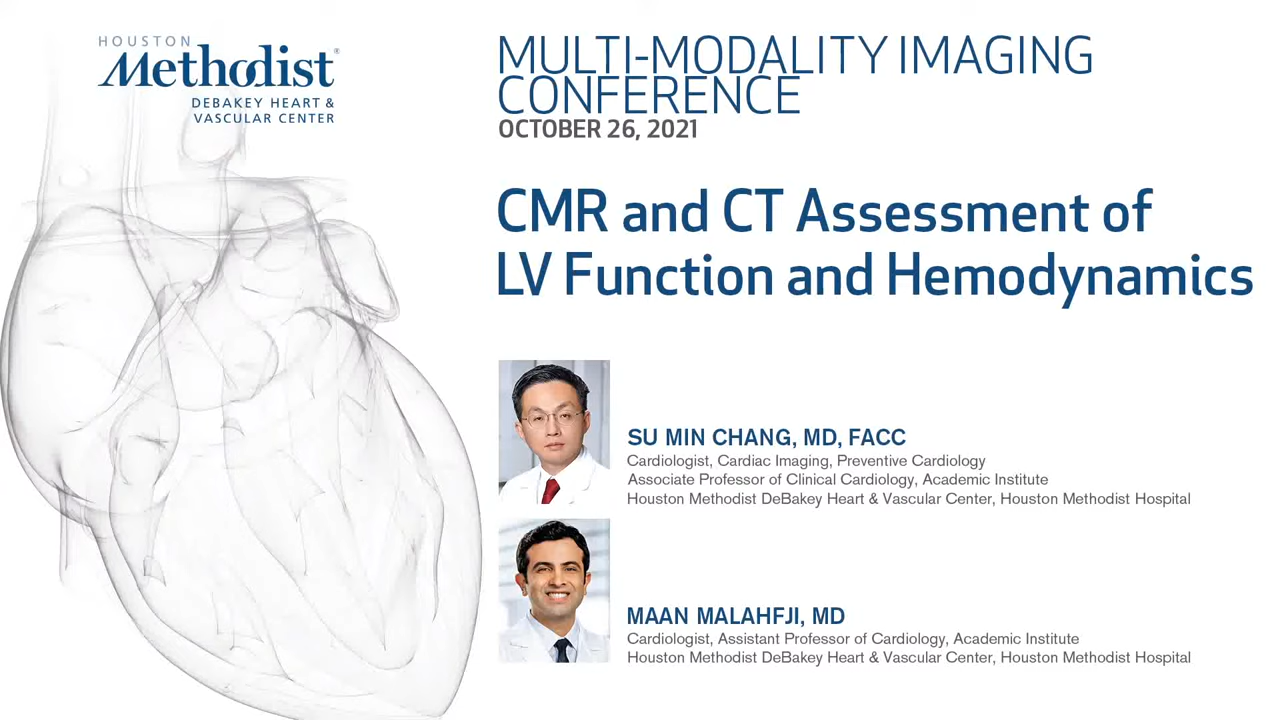 HOUSTON
Methodist®
DEBAKEY HEART &
VASCULAR CENTER
MULTI-MODALITY IMAGING
CONFERENCE
OCTOBER 26, 2021
CMR and CT Assessment of
LV Function and Hemodynamics
SU MIN CHANG, MD, FACC
Cardiologist, Cardiac Imaging, Preventive Cardiology
Associate Professor of Clinical Cardiology, Academic Institute
Houston Methodist DeBakey Heart & Vascular Center, Houston Methodist Hospital
MAAN MALAHFJI, MD
Cardiologist, Assistant Professor of Cardiology, Academic Institute
Houston Methodist DeBakey Heart & Vascular Center, Houston Methodist Hospital